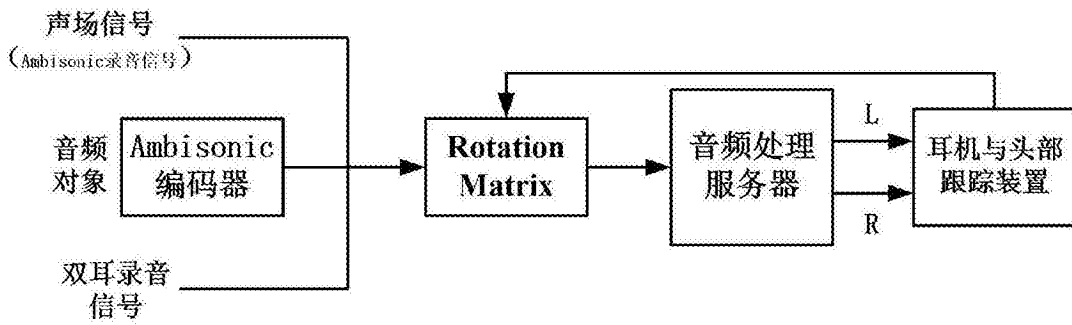 声场信号
(Ambisonic录音信号)
音频
对象
Ambisonic
编码器
双耳录音
信号
Rotation
Matrix
音频处理
服务器
L
R
耳机与头部
跟踪装置